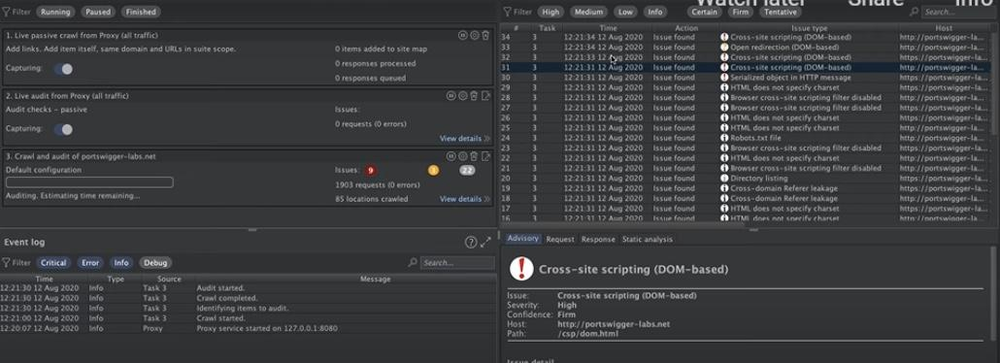 Watch later Share Info
Filter Running Paused Finished
1. Live passive crawl from Proxy (all traffic)
Add links. Add item itself, same domain and URLs in suite scope.
0 items added to site map
0 responses processed
Capturing:
0 responses queued
2. Live audit from Proxy (all traffic)
Audit checks - passive
Issues:
0 requests (0 errors)
Capturing:
View details
3. Crawl and audit of portswigger-labs.net
Default configuration
Issues: 9 3 22
1903 requests (0 errors)
Auditing. Estimating time remaining...
85 locations crawled
View details
Event log
Filter Critical Error Info Debug Search...
Time Type Source Message
12:21:30 12 Aug 2020 Info Task 3 Audit started.
12:21:30 12 Aug 2020 Info Task 3 Crawl completed.
12:21:30 12 Aug 2020 Info Task 3 Identifying items to audit.
12:21:00 12 Aug 2020 Info Task 3 Crawl started.
12:20:07 12 Aug 2020 Info Proxy Proxy service started on 127.0.0.1:8080
Filter High Medium Low Info Certain Firm Tentative Search...
# Task Time Action Issue type Host
34 3 12:21:34 12 Aug 2020 Issue found Cross-site scripting (DOM-based) http://portswigger-la...
33 3 12:21:34 12 Aug 2020 Issue found Open redirection (DOM-based) http://portswigger-la...
32 3 12:21:33 12 Aug 2020 Issue found Cross-site scripting (DOM-based) http://portswigger-la...
31 3 12:21:31 12 Aug 2020 Issue found Cross-site scripting (DOM-based) http://portswigger-la...
30 3 12:21:31 12 Aug 2020 Issue found Serialized object in HTTP message http://portswigger-la...
29 3 12:21:31 12 Aug 2020 Issue found HTML does not specify charset http://portswigger-la...
28 3 12:21:31 12 Aug 2020 Issue found Browser cross-site scripting filter disabled http://portswigger-la...
27 3 12:21:31 12 Aug 2020 Issue found Browser cross-site scripting filter disabled http://portswigger-la...
26 3 12:21:31 12 Aug 2020 Issue found HTML does not specify charset http://portswigger-la...
25 3 12:21:31 12 Aug 2020 Issue found HTML does not specify charset http://portswigger-la...
24 3 12:21:31 12 Aug 2020 Issue found Robots.txt file http://portswigger-la...
23 3 12:21:31 12 Aug 2020 Issue found Browser cross-site scripting filter disabled http://portswigger-la...
22 3 12:21:31 12 Aug 2020 Issue found HTML does not specify charset http://portswigger-la...
21 3 12:21:31 12 Aug 2020 Issue found Browser cross-site scripting filter disabled http://portswigger-la...
20 3 12:21:31 12 Aug 2020 Issue found Directory listing http://portswigger-la...
19 3 12:21:31 12 Aug 2020 Issue found Cross-domain Referer leakage https://portswigger-la...
18 3 12:21:31 12 Aug 2020 Issue found Cross-domain Referer leakage https://portswigger-la...
17 3 12:21:31 12 Aug 2020 Issue found HTML does not specify charset https://portswigger-la...
16 3 12:21:31 12 Aug 2020 Issue found HTML does not specify charset https://portswigger-la...
Advisory Request Response Static analysis
Cross-site scripting (DOM-based)
Issue: Cross-site scripting (DOM-based)
Severity: High
Confidence: Firm
Host: http://portswigger-labs.net
Path: /csp/dom.html
Issue detail